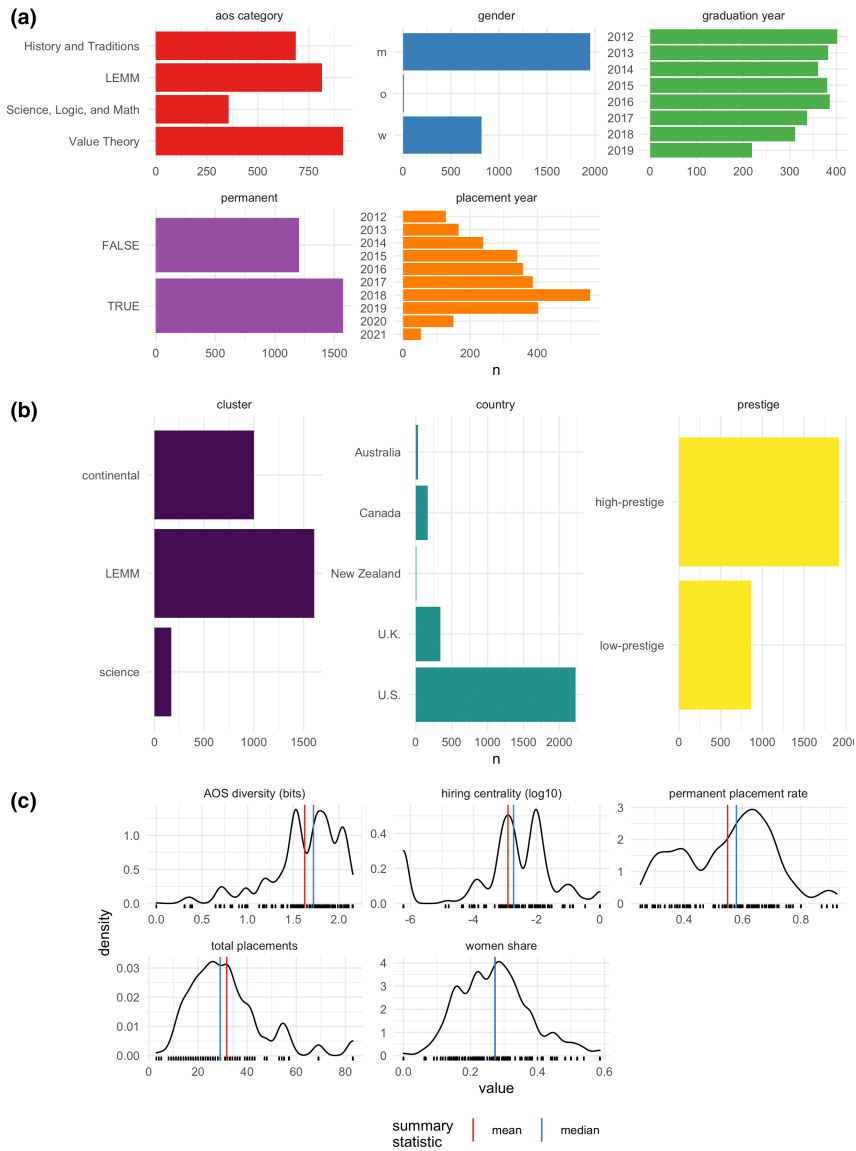 (a)
aos category
gender
graduation year
History and Traditions
LEMM
Science, Logic, and Math
Value Theory
0 250 500 750
m
o
w
0 500 1000 1500 2000
2012
2013
2014
2015
2016
2017
2018
2019
0 100 200 300 400
permanent
placement year
FALSE
TRUE
0 500 1000 1500
2012
2013
2014
2015
2016
2017
2018
2019
2020
2021
0 200 400
n
(b)
cluster
country
prestige
continental
LEMM
science
0 500 1000 1500
Australia
Canada
New Zealand
U.K.
U.S.
0 500 1000 1500 2000
high-prestige
low-prestige
0 500 1000 1500 2000
n
(c)
AOS diversity (bits)
hiring centrality (log10)
permanent placement rate
1.0
0.5
0.0
0.0 0.5 1.0 1.5 2.0
0.4
0.2
0.0
-6 -4 -2 0
3
2
1
0
0.4 0.6 0.8
density
total placements
women share
0.03
0.02
0.01
0.00
0 20 40 60 80
4
3
2
1
0
0.0 0.2 0.4 0.6
value
summary
statistic
mean
median